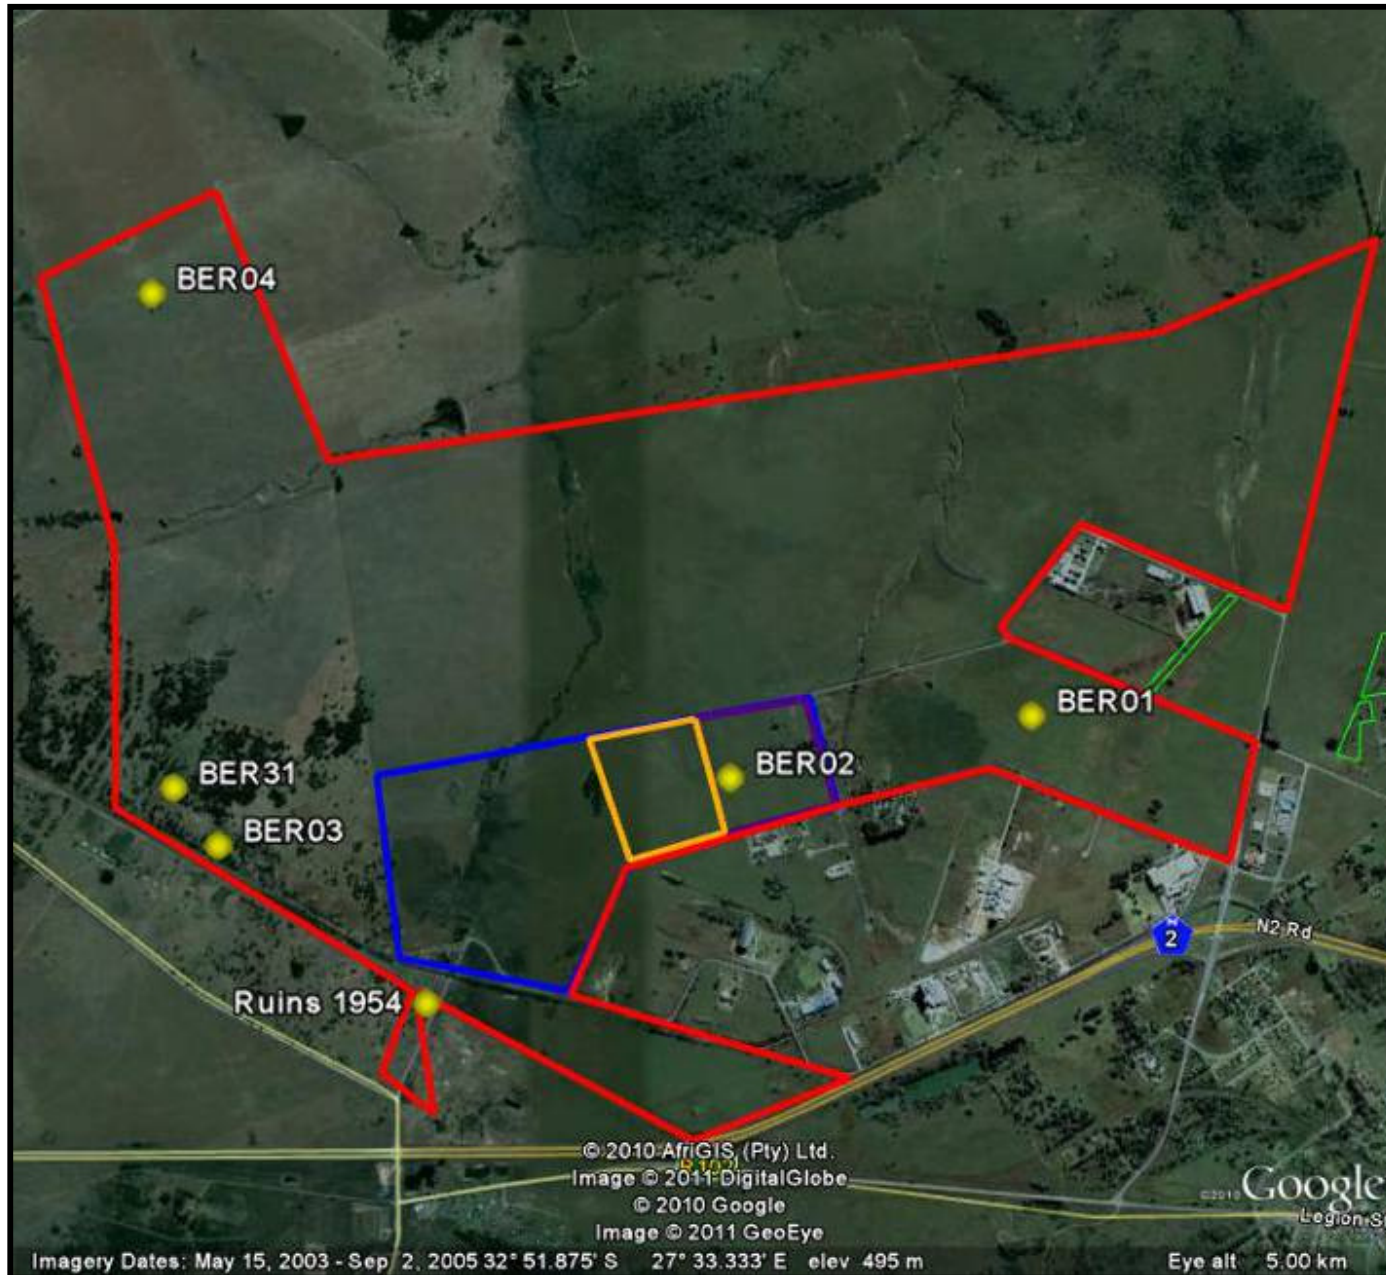 BER04
BER01
BER02
BER31
BER03
2
N2 Rd
Ruins 1954
© 2010 AfriGIS (Pty) Ltd.
Image © 2011 DigitalGlobe
© 2010 Google
Image © 2011 GeoEye
©2010 Google
Legion
Imagery Dates: May 15, 2003 - Sep 2, 2005 32° 51.875' S 27° 33.333' E elev 495 m Eye alt 5.00 km